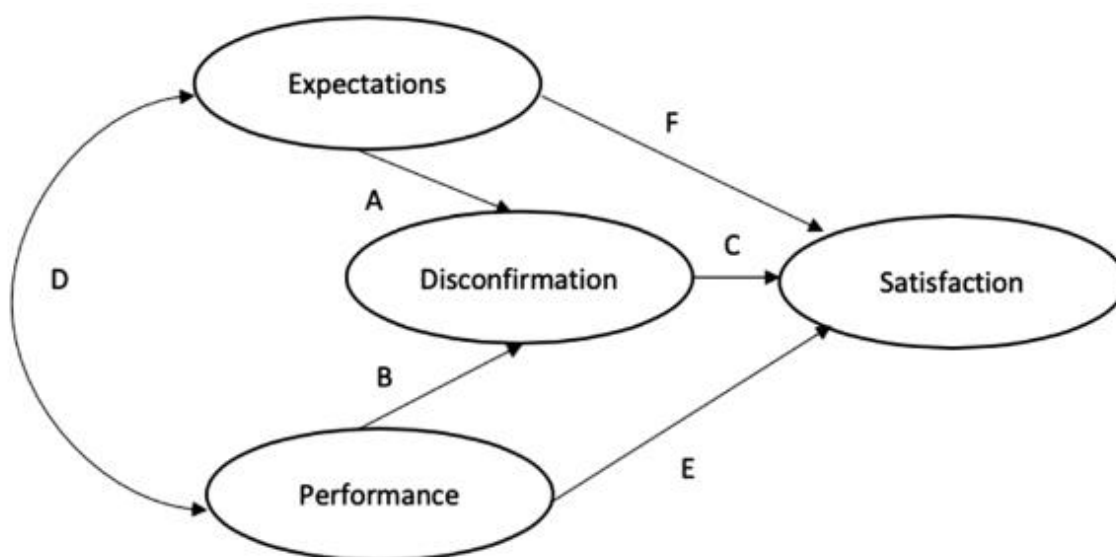 Expectations
F
A
C
D
Disconfirmation
Satisfaction
B
E
Performance